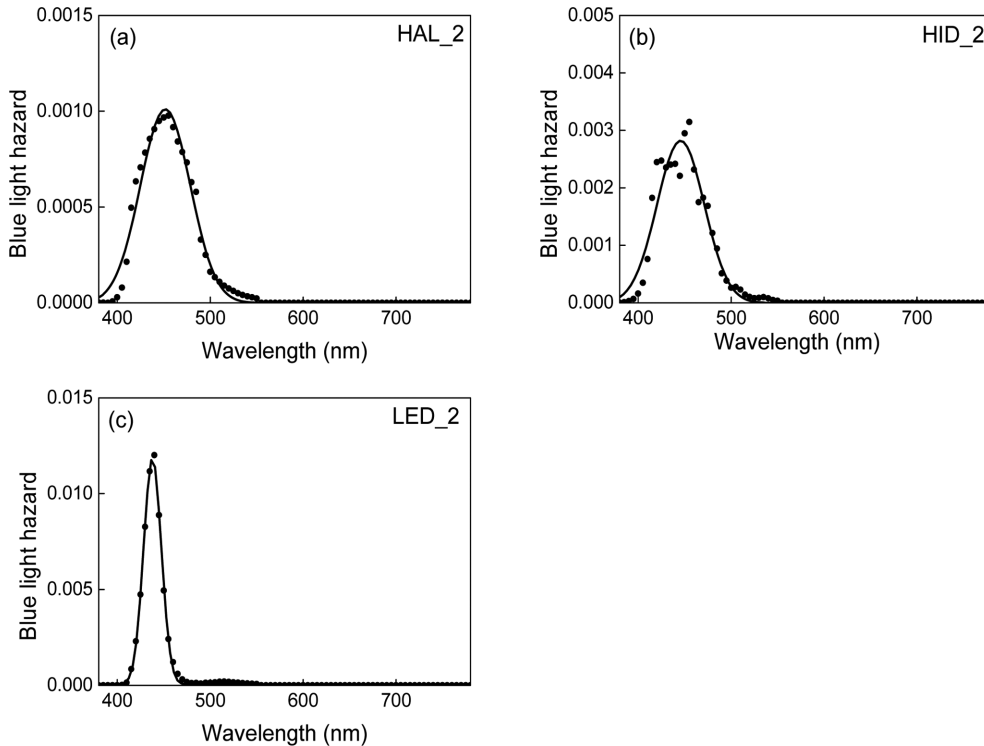 (a)
HAL_2
Blue light hazard
0.0015
0.0010
0.0005
0.0000
400 500 600 700
Wavelength (nm)
(b)
HID_2
Blue light hazard
0.005
0.004
0.003
0.002
0.001
0.000
400 500 600 700
Wavelength (nm)
(c)
LED_2
Blue light hazard
0.015
0.010
0.005
0.000
400 500 600 700
Wavelength (nm)